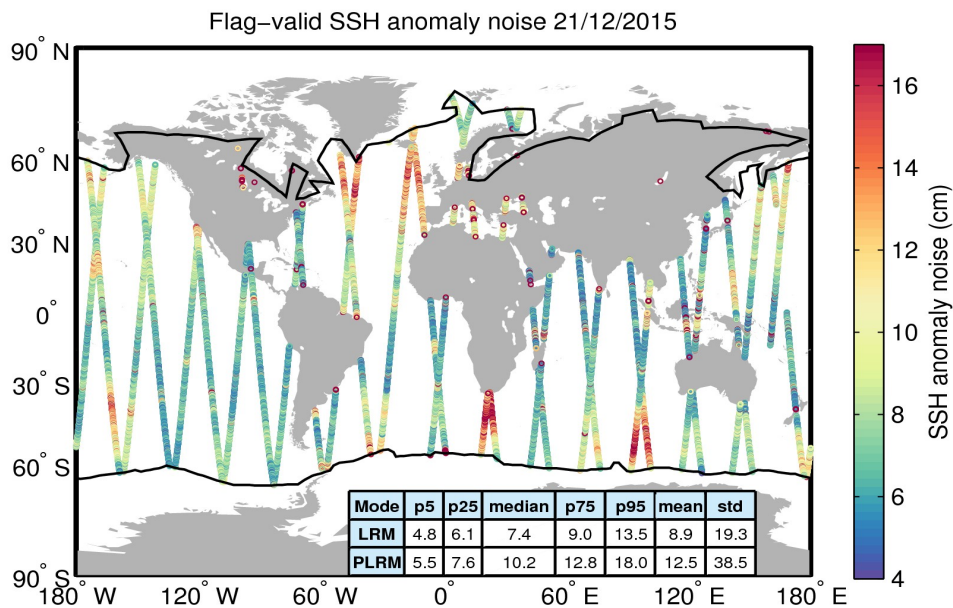 Flag−valid SSH anomaly noise 21/12/2015
90° N
60° N
30° N
0°
30° S
60° S
90° S
180° W 120° W 60° W 0° 60° E 120° E 180° E
Mode p5 p25 median p75 p95 mean std
LRM 4.8 6.1 7.4 9.0 13.5 8.9 19.3
PLRM 5.5 7.6 10.2 12.8 18.0 12.5 38.5
16
14
12
10
8
6
4
SSH anomaly noise (cm)